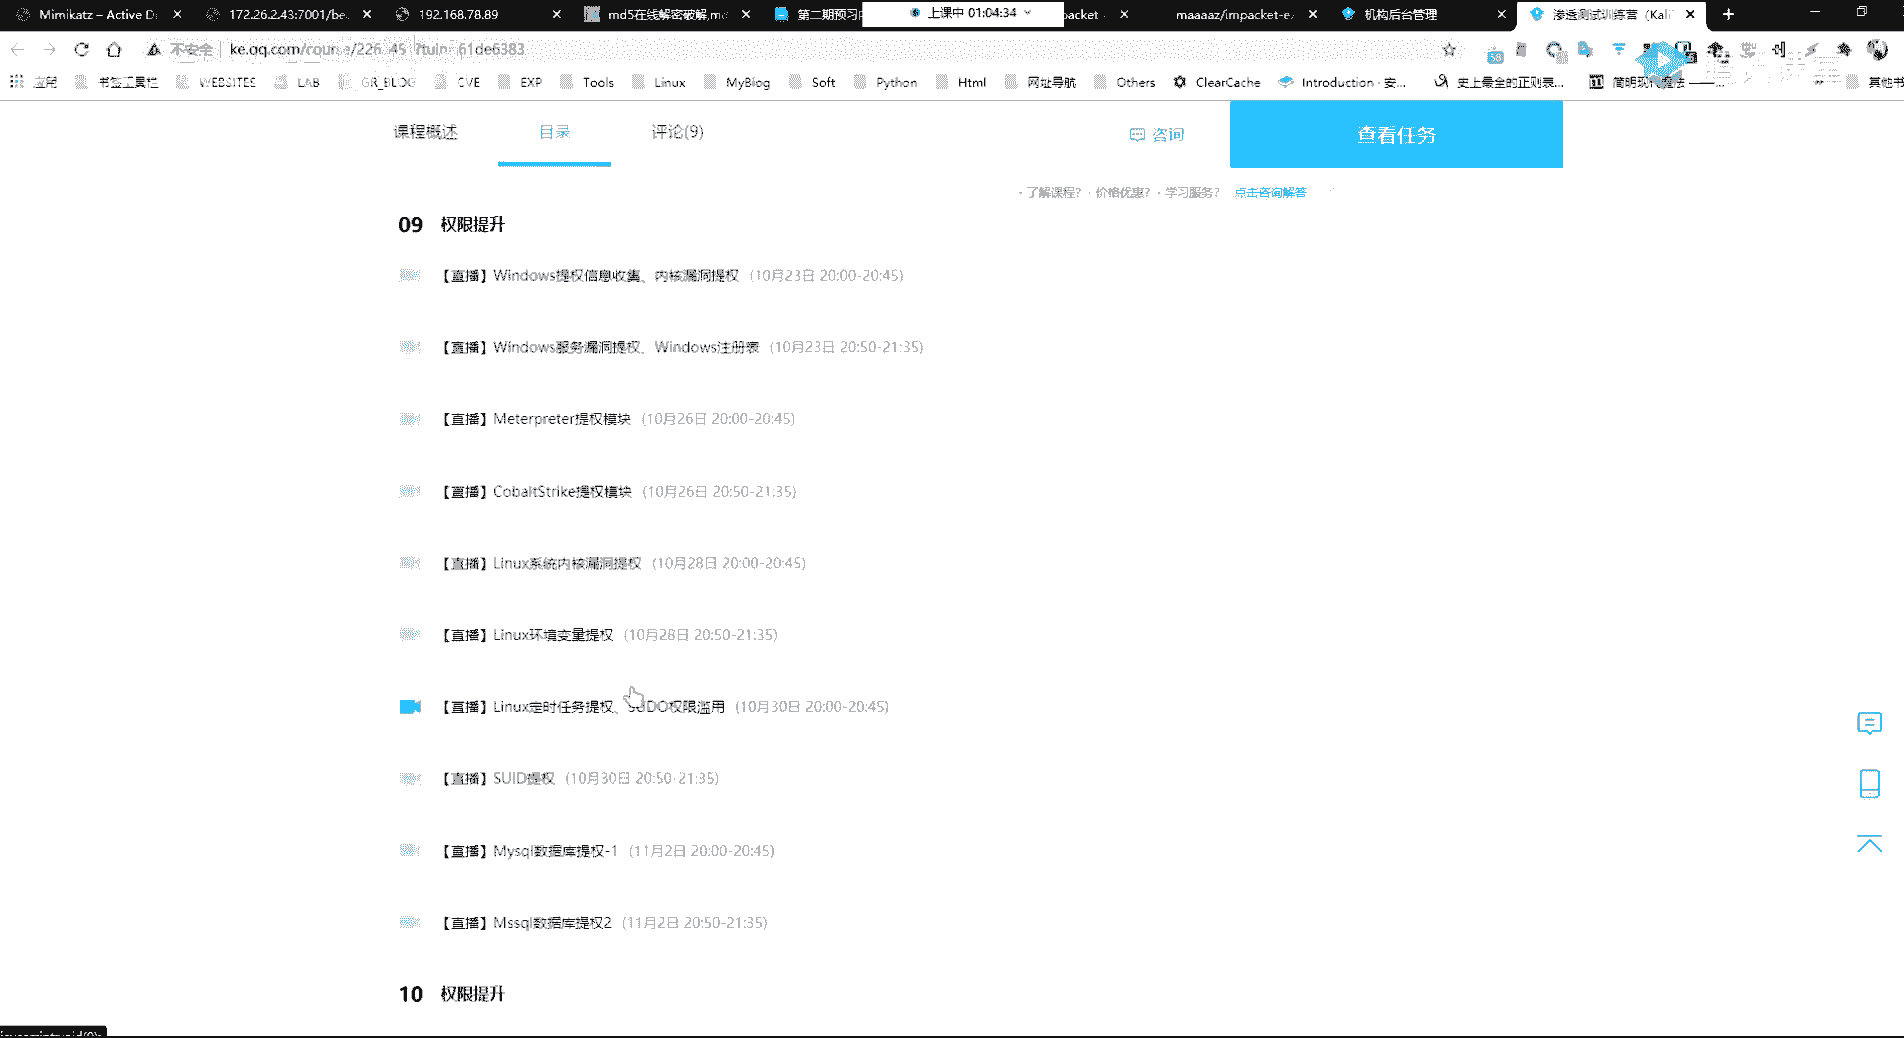 Mimikatz – Active D
172.26.2.43:7001/be
192.168.78.89
md5在线解密破解,md
第二期预习
上课中 01:04:34
packet
maaaaz/impacket-e
机构后台管理
渗透测试训练营 (Kali
不安全
ke.qq.com/
应用
书签工具栏
WEBSITES
LAB
GR_BLOG
CVE
EXP
Tools
Linux
MyBlog
Soft
Python
Html
网址导航
Others
ClearCache
Introduction · 安...
史上最全的正则表...
其他书
课程概述
目录
评论(9)
咨询
查看任务
· 了解课程? · 价格优惠? · 学习服务? 点击咨询解答
09 权限提升
【直播】Windows提权信息收集、内核漏洞提权 (10月23日 20:00-20:45)
【直播】Windows服务漏洞提权、Windows注册表 (10月23日 20:50-21:35)
【直播】Meterpreter提权模块 (10月26日 20:00-20:45)
【直播】CobaltStrike提权模块 (10月26日 20:50-21:35)
【直播】Linux系统内核漏洞提权 (10月28日 20:00-20:45)
【直播】Linux环境变量提权 (10月28日 20:50-21:35)
【直播】Linux定时任务提权、SUDO权限滥用 (10月30日 20:00-20:45)
【直播】SUID提权 (10月30日 20:50-21:35)
【直播】Mysql数据库提权-1 (11月2日 20:00-20:45)
【直播】Mssql数据库提权2 (11月2日 20:50-21:35)
10 权限提升